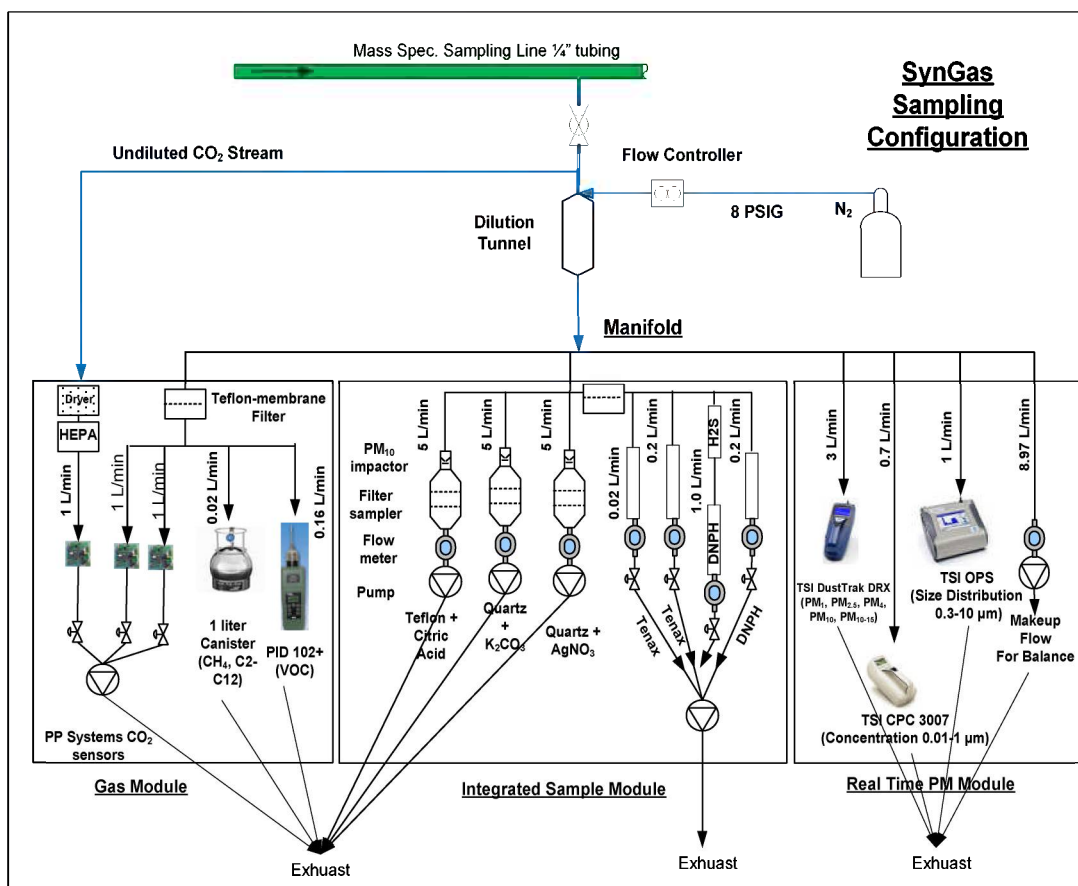 Mass Spec. Sampling Line ¼” tubing
SynGas
Sampling
Configuration
Undiluted CO₂ Stream
Flow Controller
8 PSIG
N₂
Dilution
Tunnel
Manifold
Dryer
HEPA
Teflon-membrane
Filter
1 L/min
1 L/min
1 L/min
0.02 L/min
0.16 L/min
1 liter
Canister
(CH₄, C2-
C12)
PID 102+
(VOC)
PP Systems CO₂
sensors
Gas Module
5 L/min
5 L/min
5 L/min
PM₁₀
impactor
Filter
sampler
Flow
meter
Pump
Teflon +
Citric
Acid
Quartz
+
K₂CO₃
Quartz +
AgNO₃
0.02 L/min
0.2 L/min
1.0 L/min
H2S
DNPH
0.2 L/min
Tenax
Tenax
DNPH
Integrated Sample Module
3 L/min
0.7 L/min
1 L/min
8.97 L/min
TSI DustTrak DRX
(PM₁, PM₂.₅, PM₄,
PM₁₀, PM₁₀₋₁₅)
TSI OPS
(Size Distribution
0.3-10 µm)
Makeup
Flow
For Balance
TSI CPC 3007
(Concentration 0.01-1 µm)
Real Time PM Module
Exhuast
Exhuast
Exhuast